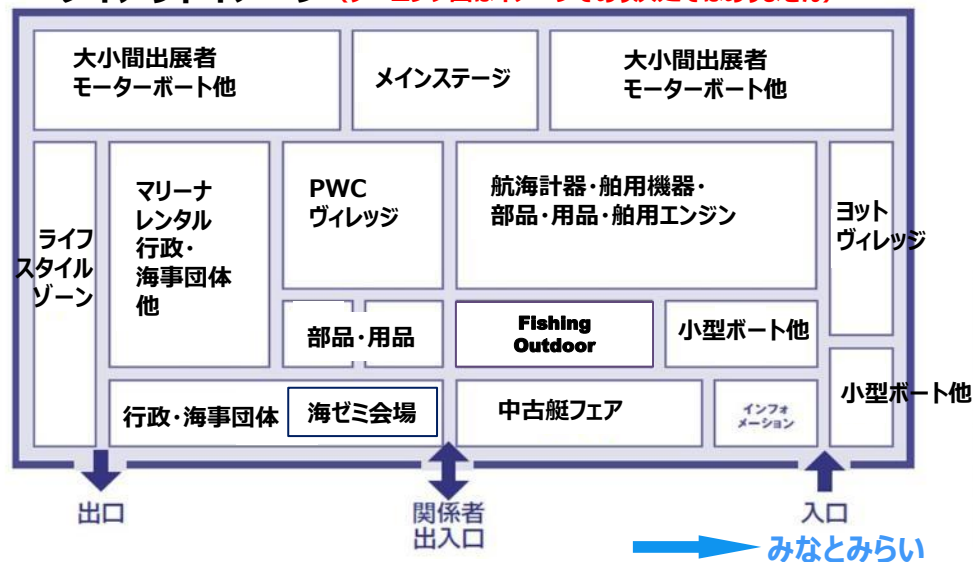 大小間出展者
モーターボート他
メインステージ
大小間出展者
モーターボート他
ライフ
スタイル
ゾーン
マリーナ
レンタル
行政・
海事団体
他
PWC
ヴィレッジ
航海計器・舶用機器・
部品・用品・舶用エンジン
ヨット
ヴィレッジ
部品・用品
Fishing
Outdoor
小型ボート他
行政・海事団体
海ゼミ会場
中古艇フェア
インフォ
メーション
小型ボート他
出口
関係者
出入口
入口
みなとみらい